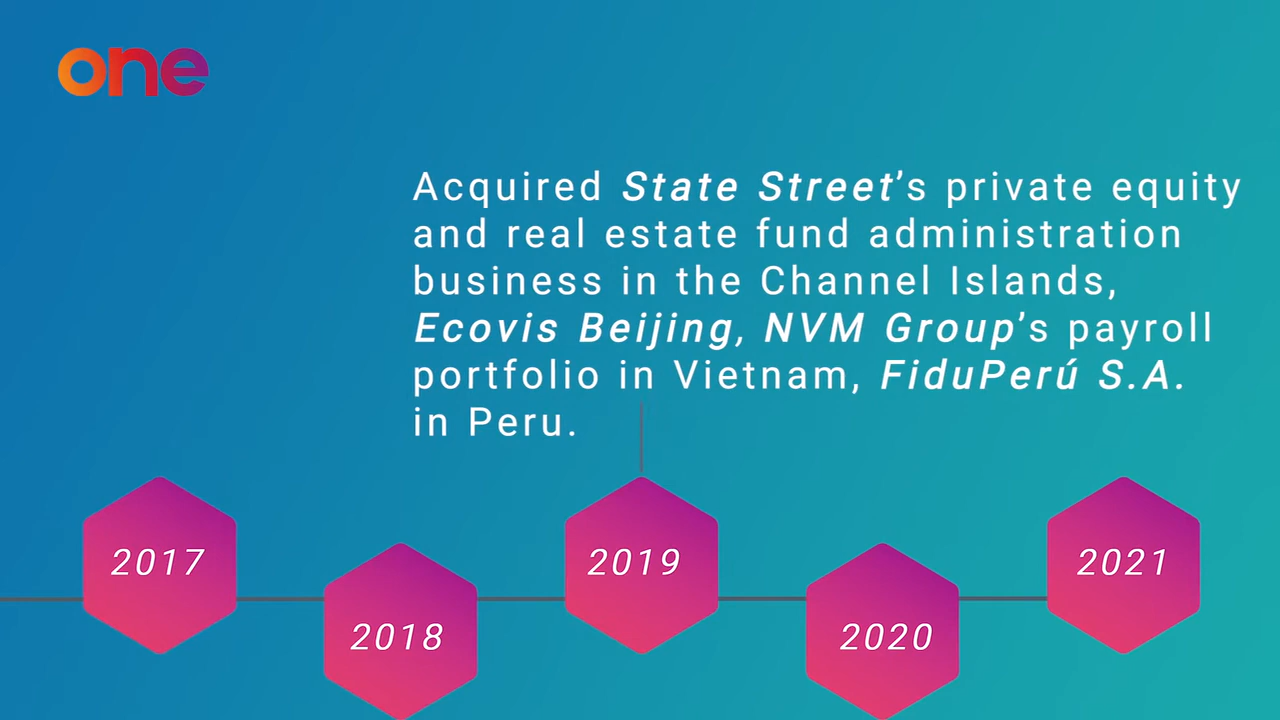 one
Acquired State Street’s private equity
and real estate fund administration
business in the Channel Islands,
Ecovis Beijing, NVM Group’s payroll
portfolio in Vietnam, FiduPerú S.A.
in Peru.
2017
2018
2019
2020
2021